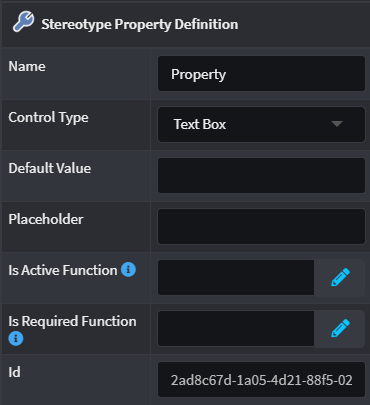 Stereotype Property Definition
Name
Property
Control Type
Text Box
Default Value
Placeholder
Is Active Function
Is Required Function
Id
2ad8c67d-1a05-4d21-88f5-02